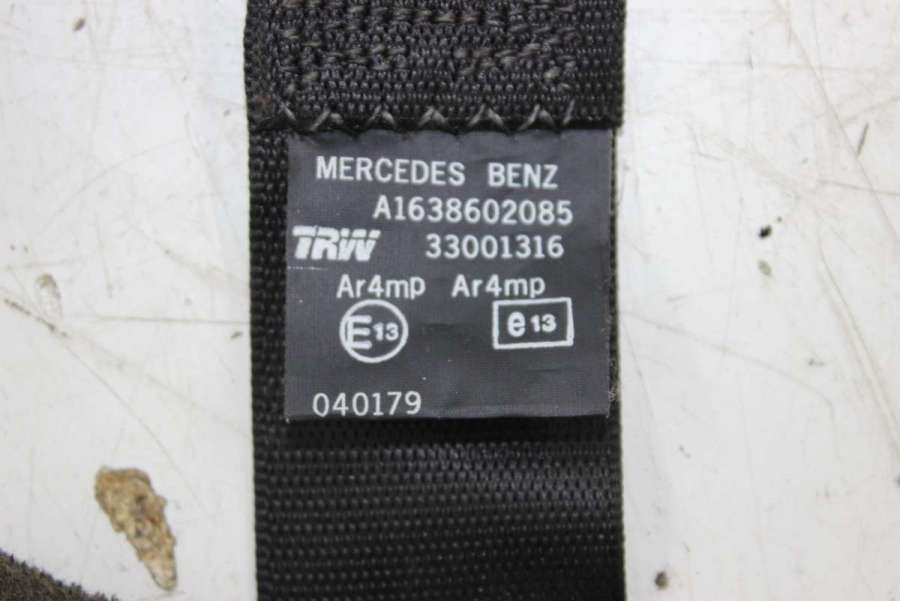 MERCEDES BENZ
A1638602085
TRW 33001316
Ar4mp Ar4mp
E13 e13
040179